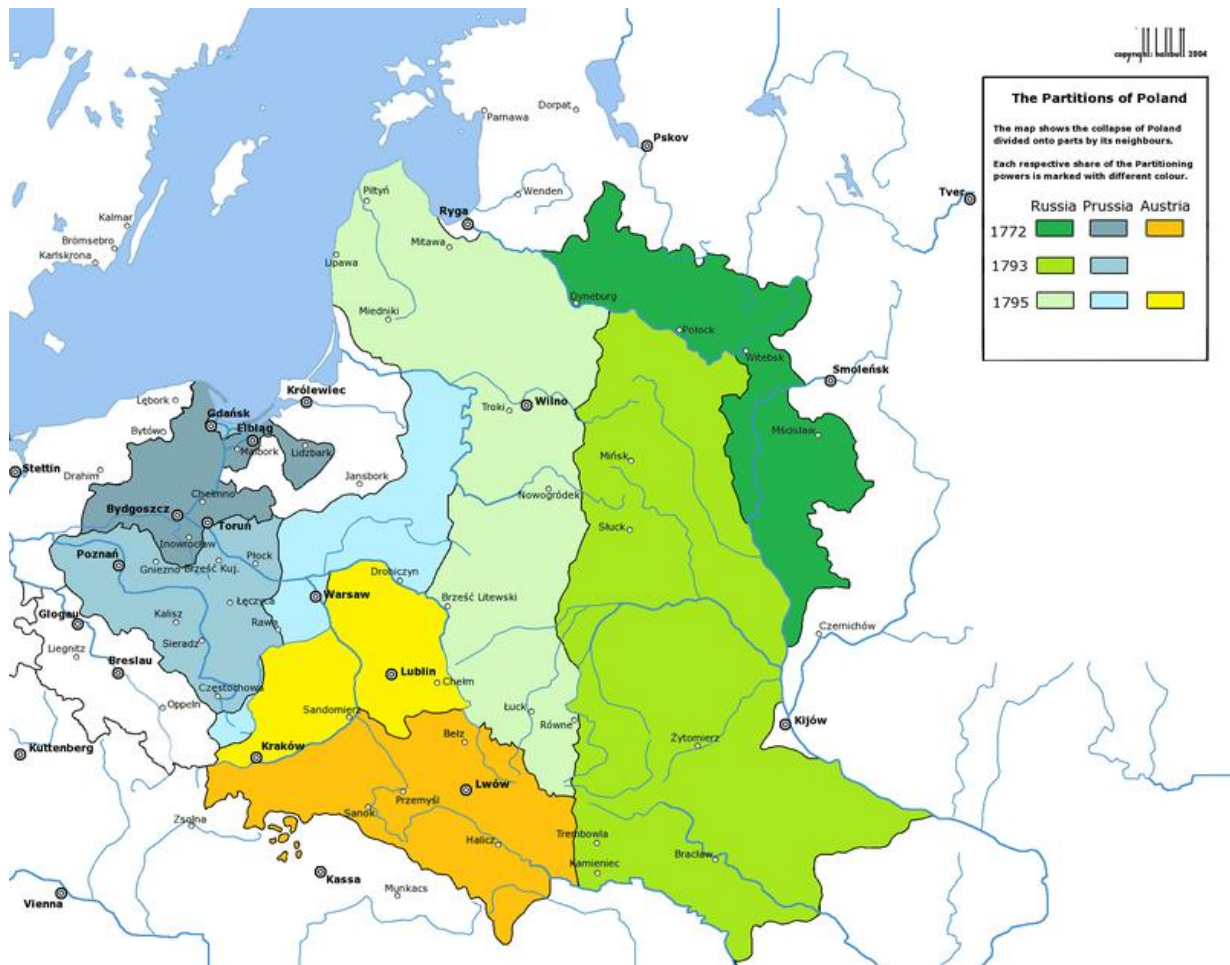 copyright: halibutt 2004
The Partitions of Poland
The map shows the collapse of Poland
divided onto parts by its neighbours.
Each respective share of the Partitioning
powers is marked with different colour.
Russia Prussia Austria
1772
1793
1795
Dorpat
Parnawa
Pskov
Piltyń
Wenden
Tver
Kalmar
Ryga
Brömsebro
Mitawa
Karlskrona
Lipawa
Dyneburg
Miedniki
Połock
Witebsk
Smoleńsk
Królewiec
Lębork
Troki
Wilno
Gdańsk
Bytów
Elbląg
Malbork
Lidzbark
Mścisław
Stettin
Drahim
Mińsk
Jansbork
Chełmno
Nowogródek
Bydgoszcz
Toruń
Słuck
Inowrocław
Poznań
Gniezno
Brześć Kuj.
Płock
Drohiczyn
Warsaw
Łęczyca
Brześć Litewski
Glogau
Kalisz
Rawa
Czernichów
Sieradz
Liegnitz
Breslau
Lublin
Chełm
Częstochowa
Oppeln
Sandomierz
Łuck
Równe
Kijów
Bełz
Żytomierz
Kuttenberg
Kraków
Lwów
Przemyśl
Sanok
Zsolna
Halicz
Trembowla
Bracław
Kamieniec
Kassa
Munkacs
Vienna